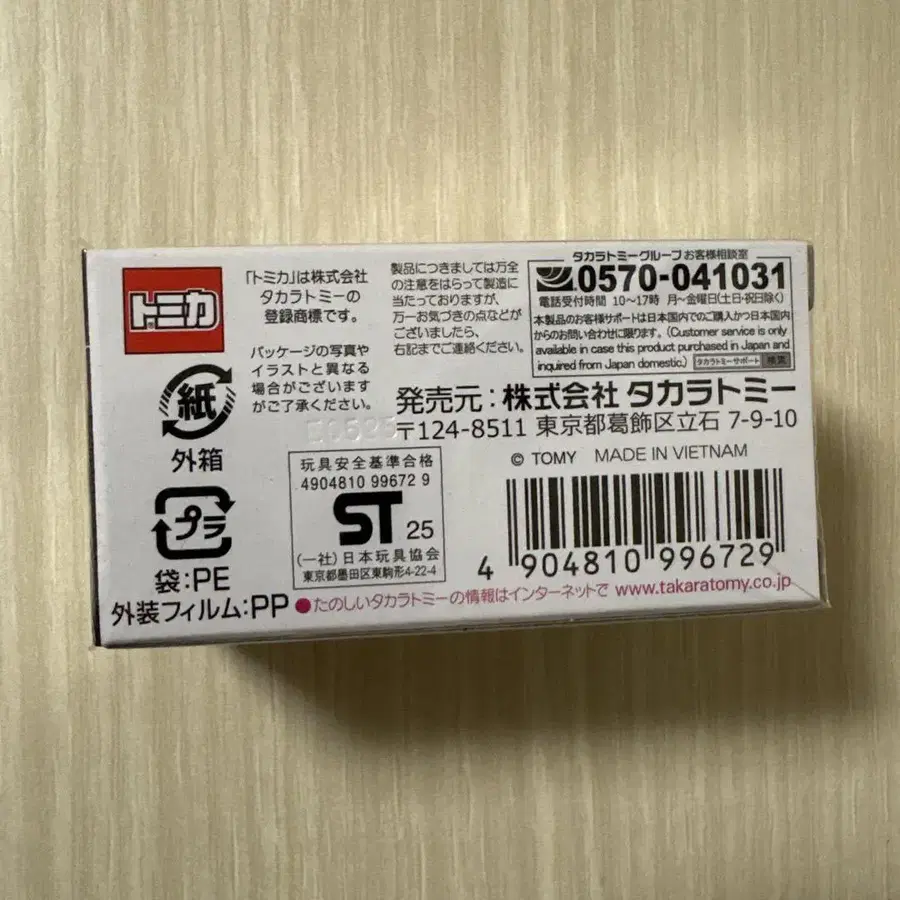 トミカ
「トミカ」は株式会社
タカラトミーの
登録商標です。
パッケージの写真や
イラストと異なる
場合がございます
がご了承ください。
製品につきましては万全
の注意をはらって製造に
当たっておりますが、
万一お気づきの点などが
ございましたら、
右記までご連絡ください。
タカラトミーグループお客様相談室
0570-041031
電話受付時間 10〜17時 月〜金曜日(土日・祝日除く)
本製品のお客様サポートは日本国内でのご購入かつ日本国内
からのお問い合わせに限ります。(Customer service is only
available in case this product purchased in Japan and
inquired from Japan domestic.) タカラトミーサポート 検索
発売元:株式会社 タカラトミー
〒124-8511 東京都葛飾区立石 7-9-10
© TOMY MADE IN VIETNAM
紙
外箱
プラ
袋:PE
外装フィルム:PP
玩具安全基準合格
4904810 99672 9
ST 25
(一社)日本玩具協会
東京都墨田区東駒形4-22-4
4 904810 996729
●たのしいタカラトミーの情報はインターネットで www.takaratomy.co.jp